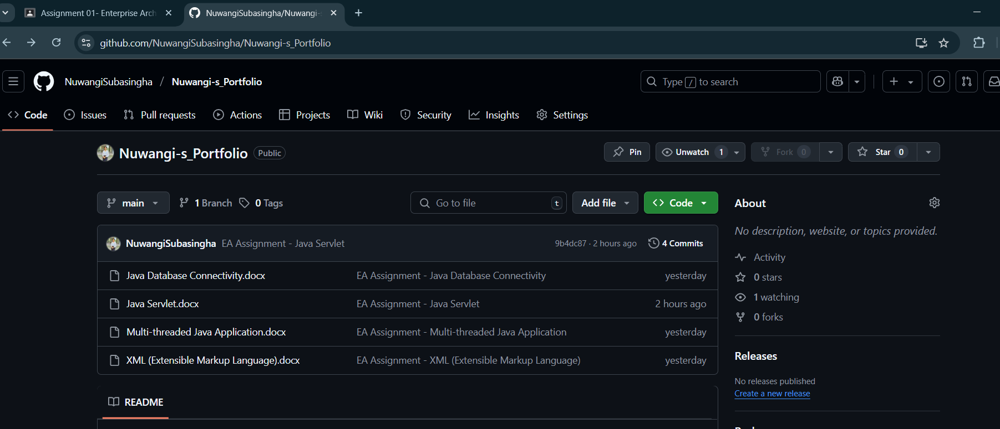 Assignment 01- Enterprise Arch
NuwangiSubasingha/Nuwangi-s
github.com/NuwangiSubasingha/Nuwangi-s_Portfolio
NuwangiSubasingha / Nuwangi-s_Portfolio
Type / to search
Code Issues Pull requests Actions Projects Wiki Security Insights Settings
Nuwangi-s_Portfolio Public
Pin Unwatch 1 Fork 0 Star 0
main 1 Branch 0 Tags
Go to file t Add file Code
NuwangiSubasingha EA Assignment - Java Servlet 9b4dc87 · 2 hours ago 4 Commits
Java Database Connectivity.docx EA Assignment - Java Database Connectivity yesterday
Java Servlet.docx EA Assignment - Java Servlet 2 hours ago
Multi-threaded Java Application.docx EA Assignment - Multi-threaded Java Application yesterday
XML (Extensible Markup Language).docx EA Assignment - XML (Extensible Markup Language) yesterday
README
About
No description, website, or topics provided.
Activity
0 stars
1 watching
0 forks
Releases
No releases published
Create a new release